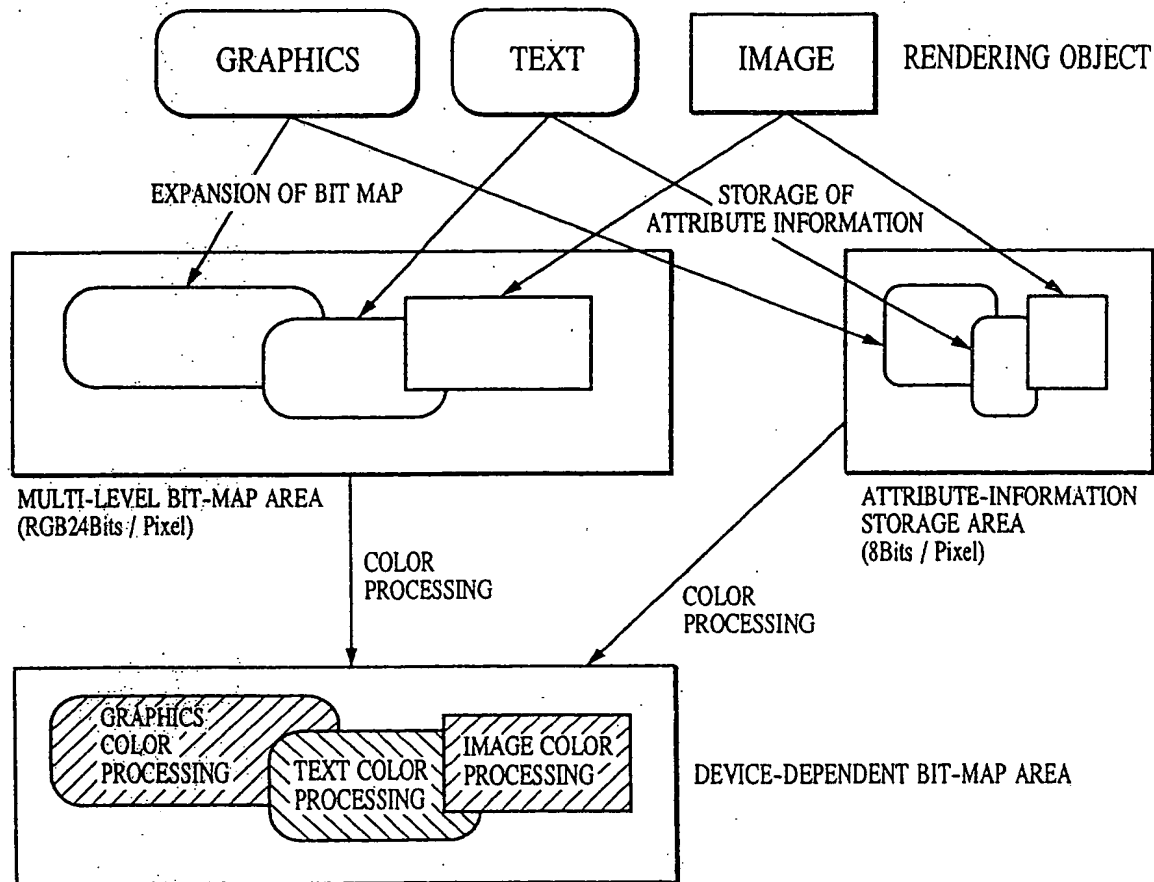 GRAPHICS
TEXT
IMAGE
RENDERING OBJECT
EXPANSION OF BIT MAP
STORAGE OF
ATTRIBUTE INFORMATION
MULTI-LEVEL BIT-MAP AREA
(RGB24Bits / Pixel)
ATTRIBUTE-INFORMATION
STORAGE AREA
(8Bits / Pixel)
COLOR
PROCESSING
COLOR
PROCESSING
GRAPHICS
COLOR
PROCESSING
TEXT COLOR
PROCESSING
IMAGE COLOR
PROCESSING
DEVICE-DEPENDENT BIT-MAP AREA